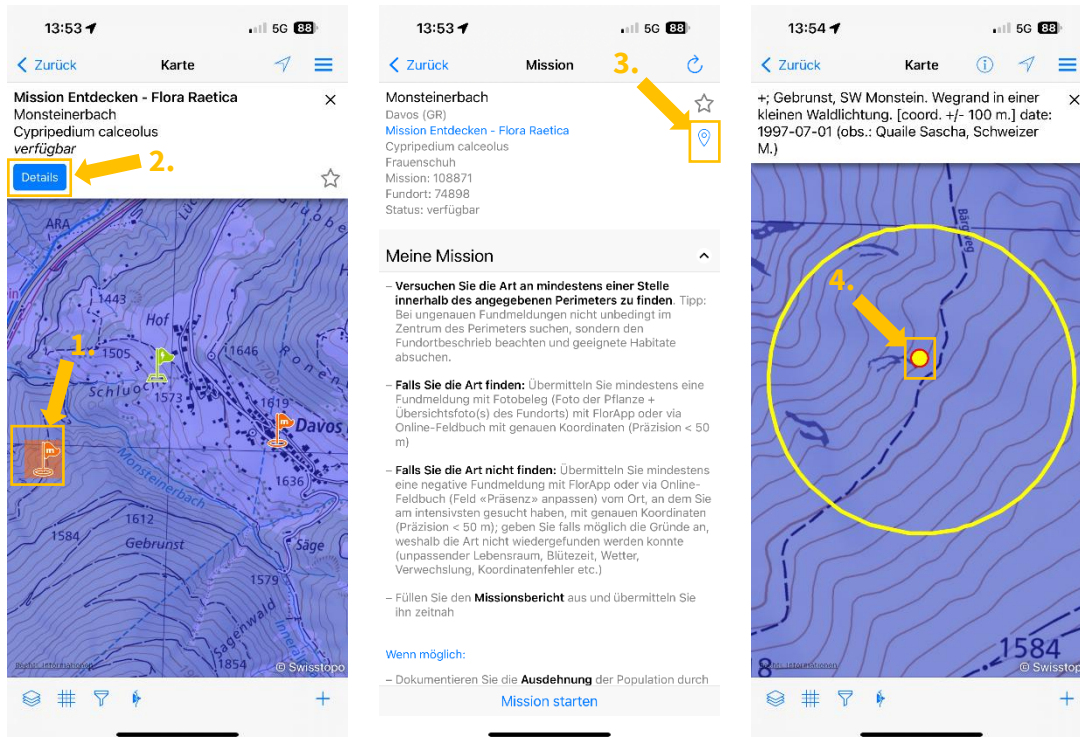 13:53
5G 88
Zurück
Karte
Mission Entdecken - Flora Raetica
Monsteinerbach
Cypripedium calceolus
verfügbar
Details
2.
ARA
1443
Hof
1646
1.
1505
Schluoc
1573
1619
Davos
Monsteinerbach
1636
1612
1584
Gebrunst
Säge
1579
Sagenwald
1854
Rechts-Informationen
© Swisstopo
13:53
5G 88
Zurück
Mission
3.
Monsteinerbach
Davos (GR)
Mission Entdecken - Flora Raetica
Cypripedium calceolus
Frauenschuh
Mission: 108871
Fundort: 74898
Status: verfügbar
Meine Mission
– Versuchen Sie die Art an mindestens einer Stelle
innerhalb des angegebenen Perimeters zu finden. Tipp:
Bei ungenauen Fundmeldungen nicht unbedingt im
Zentrum des Perimeters suchen, sondern den
Fundortbeschrieb beachten und geeignete Habitate
absuchen.
– Falls Sie die Art finden: Übermitteln Sie mindestens eine
Fundmeldung mit Fotobeleg (Foto der Pflanze +
Übersichtsfoto(s) des Fundorts) mit FlorApp oder via
Online-Feldbuch mit genauen Koordinaten (Präzision < 50
m)
– Falls Sie die Art nicht finden: Übermitteln Sie mindestens
eine negative Fundmeldung mit FlorApp oder via Online-
Feldbuch (Feld «Präsenz» anpassen) vom Ort, an dem Sie
am intensivsten gesucht haben, mit genauen Koordinaten
(Präzision < 50 m); geben Sie falls möglich die Gründe an,
weshalb die Art nicht wiedergefunden werden konnte
(unpassender Lebensraum, Blütezeit, Wetter,
Verwechslung, Koordinatenfehler etc.)
– Füllen Sie den Missionsbericht aus und übermitteln Sie
ihn zeitnah
Wenn möglich:
– Dokumentieren Sie die Ausdehnung der Population durch
Mission starten
13:54
5G 88
Zurück
Karte
+; Gebrunst, SW Monstein. Wegrand in einer
kleinen Waldlichtung. [coord. +/- 100 m.] date:
1997-07-01 (obs.: Quaile Sascha, Schweizer
M.)
Bärgweg
4.
1584
8
© Swisstopo